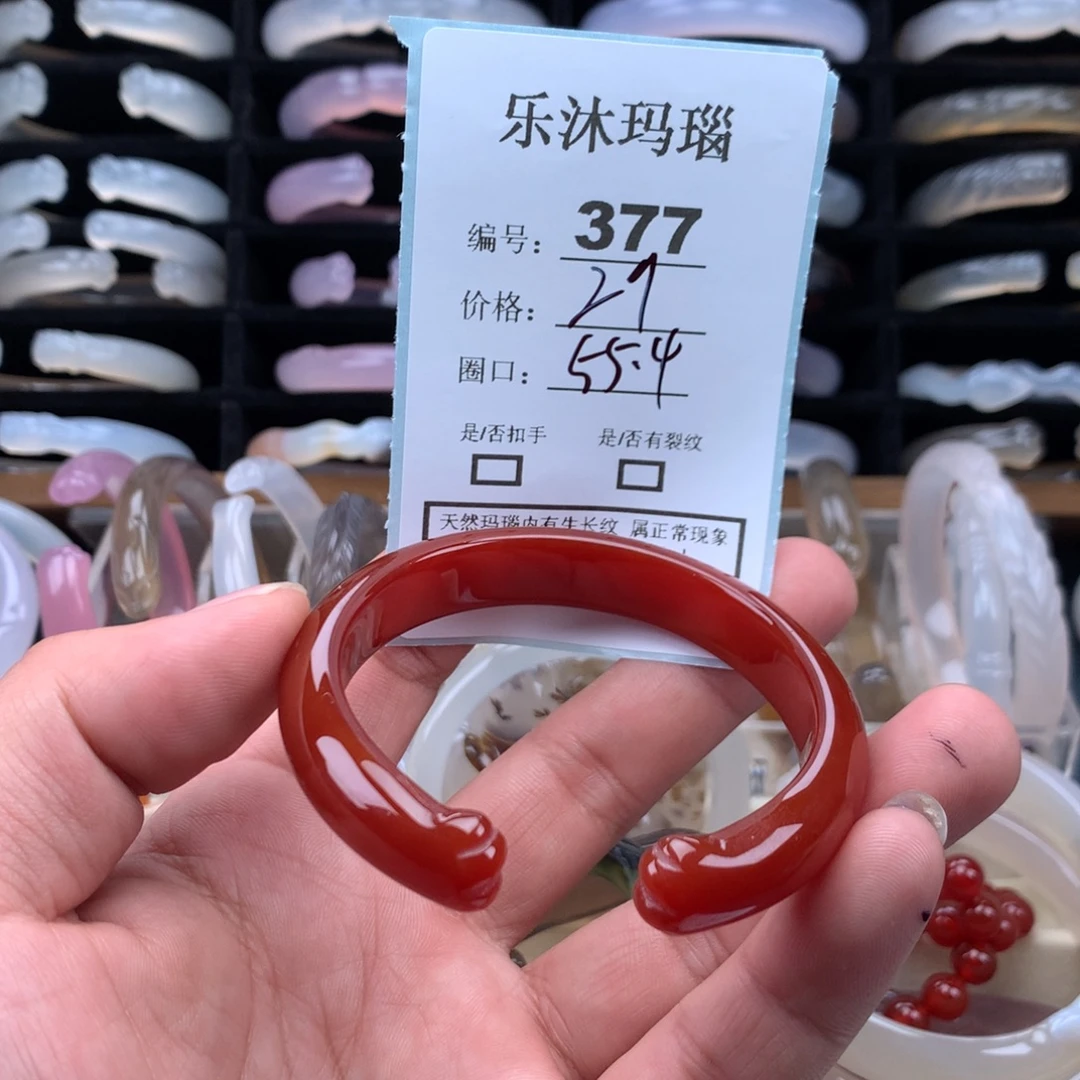 乐沐玛瑙
编号：377
价格：27
圈口：55.4
是/否扣手 是/否有裂纹
天然玛瑙内有生长纹 属正常现象